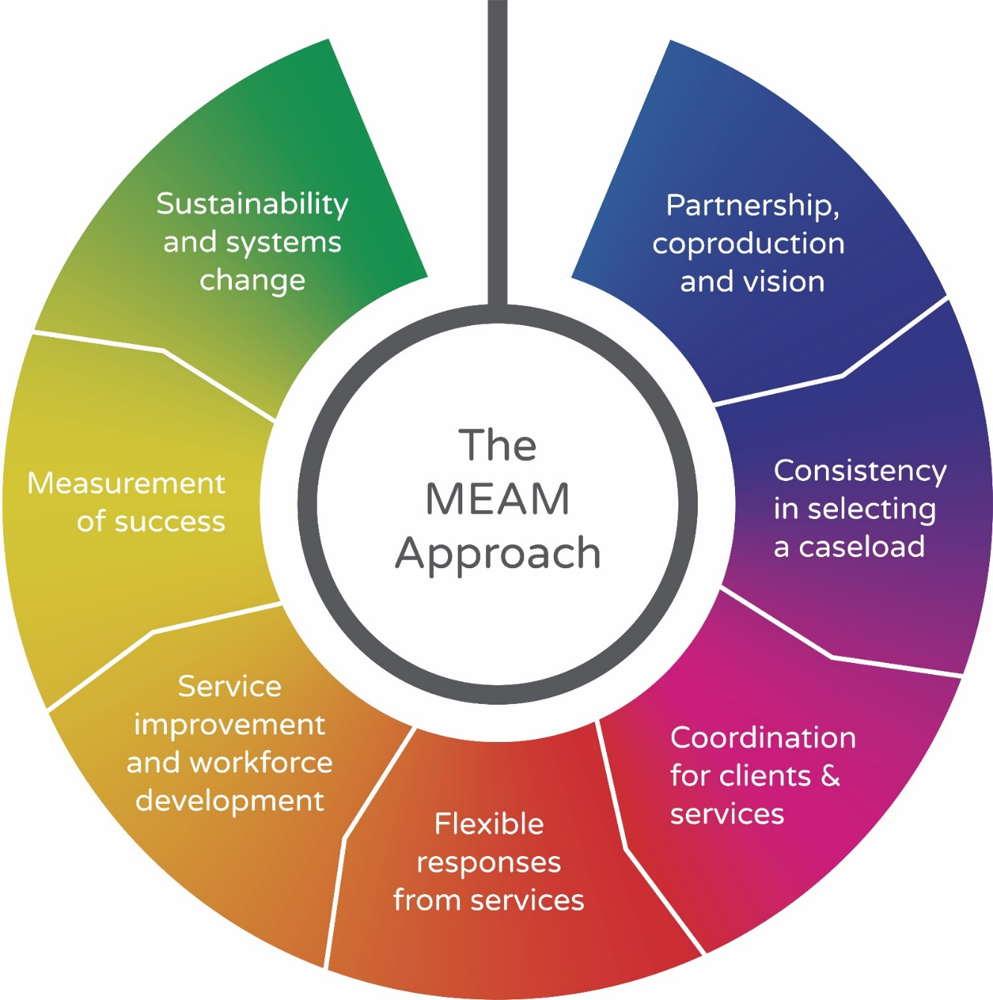 The
MEAM
Approach
Partnership,
coproduction
and vision
Consistency
in selecting
a caseload
Coordination
for clients &
services
Flexible
responses
from services
Service
improvement
and workforce
development
Measurement
of success
Sustainability
and systems
change